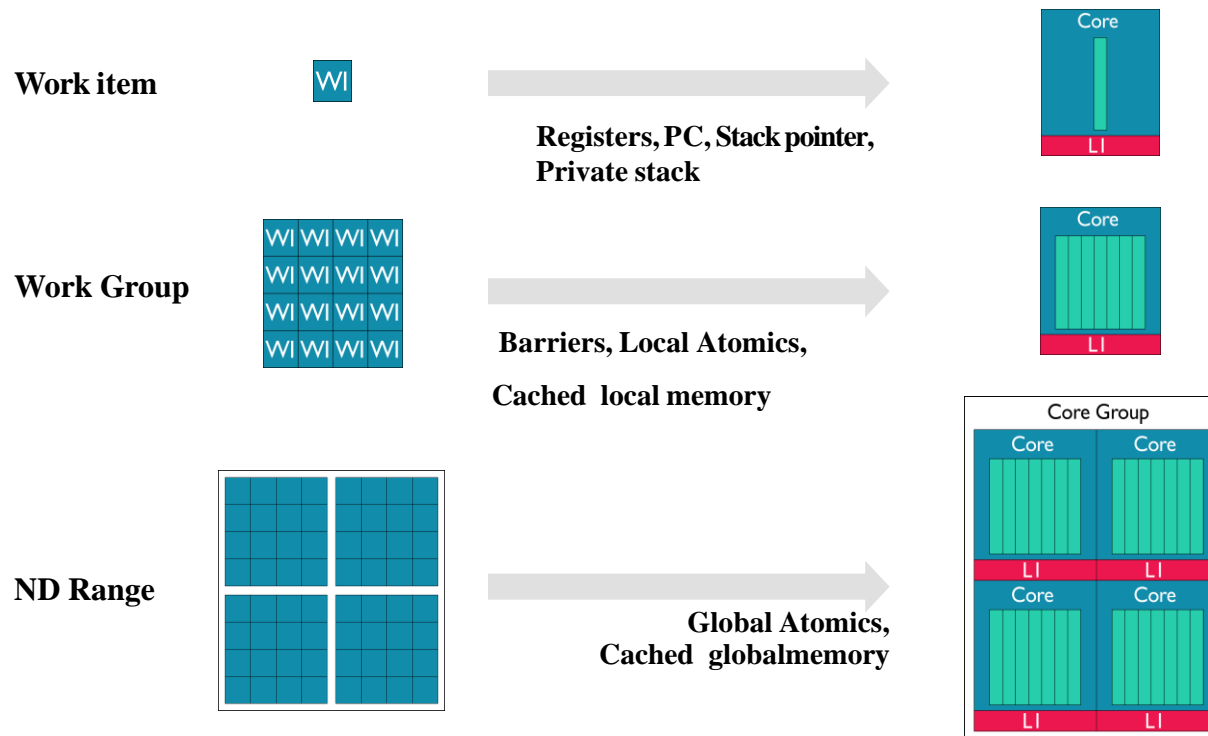 Core
Work item
WI
L1
Registers, PC, Stack pointer,
Private stack
Core
WI WI WI WI
WI WI WI WI
Work Group
WI WI WI WI
WI WI WI WI
L1
Barriers, Local Atomics,
Cached local memory
Core Group
Core Core
L1 L1
ND Range
Core Core
Global Atomics,
Cached globalmemory
L1 L1